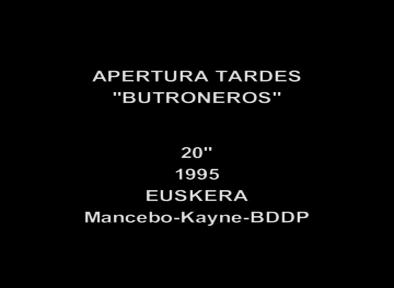 APERTURA TARDES
"BUTRONEROS"
20"
1995
EUSKERA
Mancebo-Kayne-BDDP